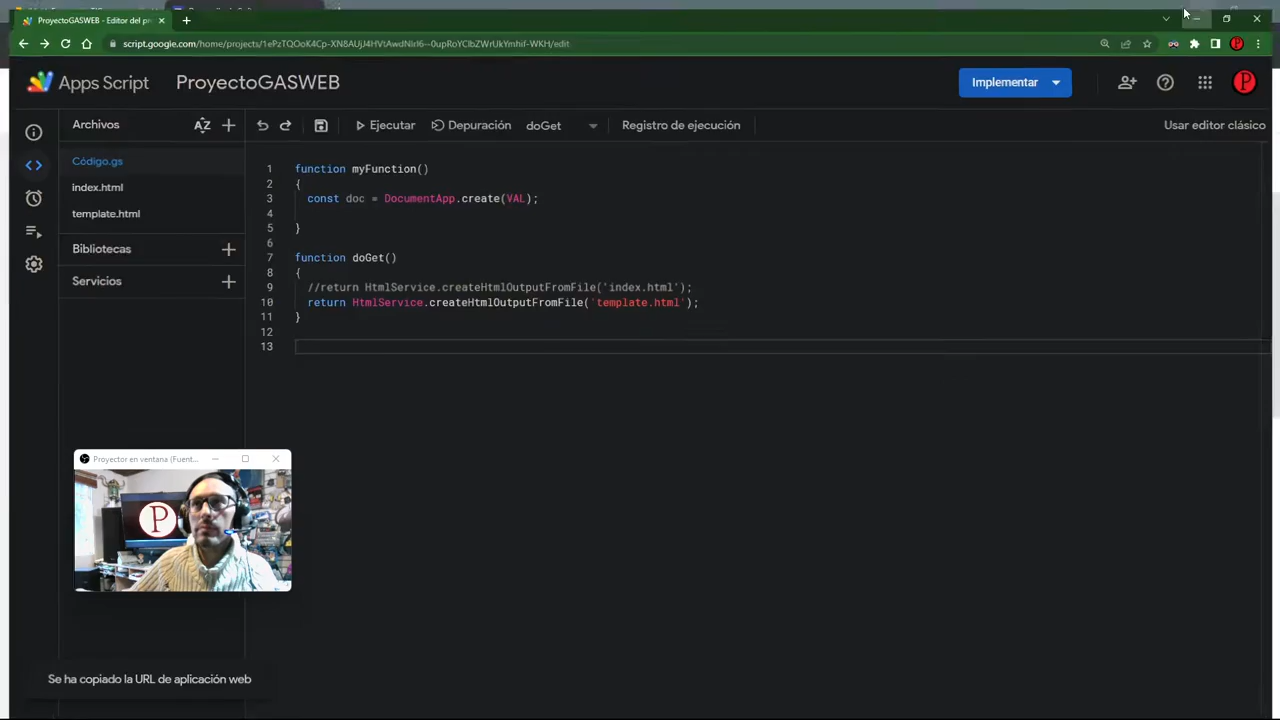 ProyectoGASWEB - Editor del pr
script.google.com/home/projects/1ePzTQOoK4Cp-XN8AUjJ4HVtAwdNirl6--0upRoYClbZWrUkYmhif-WKH/edit
Apps Script ProyectoGASWEB Implementar
Archivos AZ Ejecutar Depuración doGet Registro de ejecución Usar editor clásico
Código.gs
index.html
template.html
Bibliotecas
Servicios
1 function myFunction()
2 {
3 const doc = DocumentApp.create(VAL);
4
5 }
6
7 function doGet()
8 {
9 //return HtmlService.createHtmlOutputFromFile('index.html');
10 return HtmlService.createHtmlOutputFromFile('template.html');
11 }
12
13
Proyector en ventana (Fuent...
P
Se ha copiado la URL de aplicación web